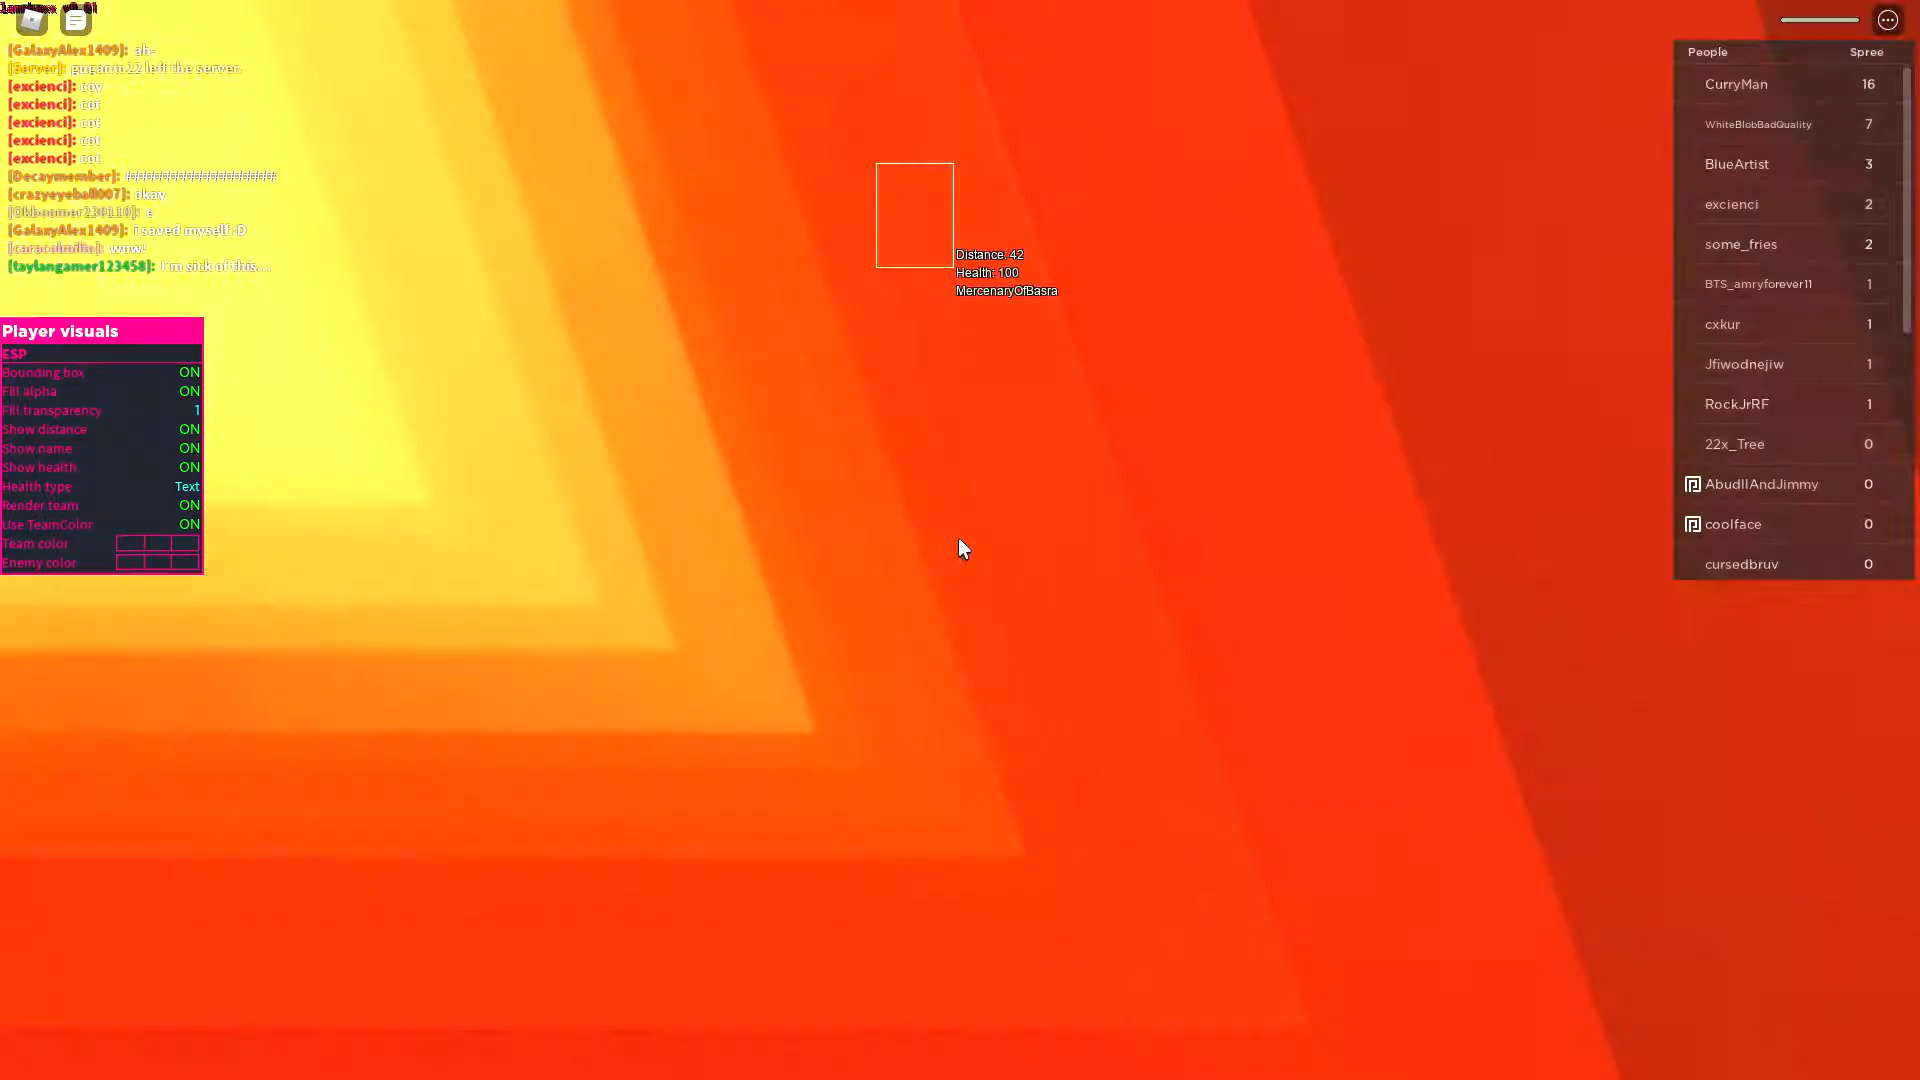 [GalaxyAlex1409]: ah-
[Server]: guganto22 left the server.
[excienci]: coy
[excienci]: cot
[excienci]: cot
[excienci]: cot
[excienci]: cot
[Decaymember]: ####################
[crazyeyeball007]: okay
e
[GalaxyAlex1409]: i saved myself :D
wow!
[taylangamer123458]: I'm sick of this...
Player visuals
ESP
Bounding box ON
Fill alpha ON
Fill transparency 1
Show distance ON
Show name ON
Show health ON
Health type Text
Render team ON
Use TeamColor ON
Team color
Enemy color
Distance: 42
Health: 100
MercenaryOfBasra
People Spree
CurryMan 16
WhiteBlobBadQuality 7
BlueArtist 3
excienci 2
some_fries 2
BTS_amryforever11 1
cxkur 1
Jfiwodnejiw 1
RockJrRF 1
22x_Tree 0
AbudllAndJimmy 0
coolface 0
cursedbruv 0